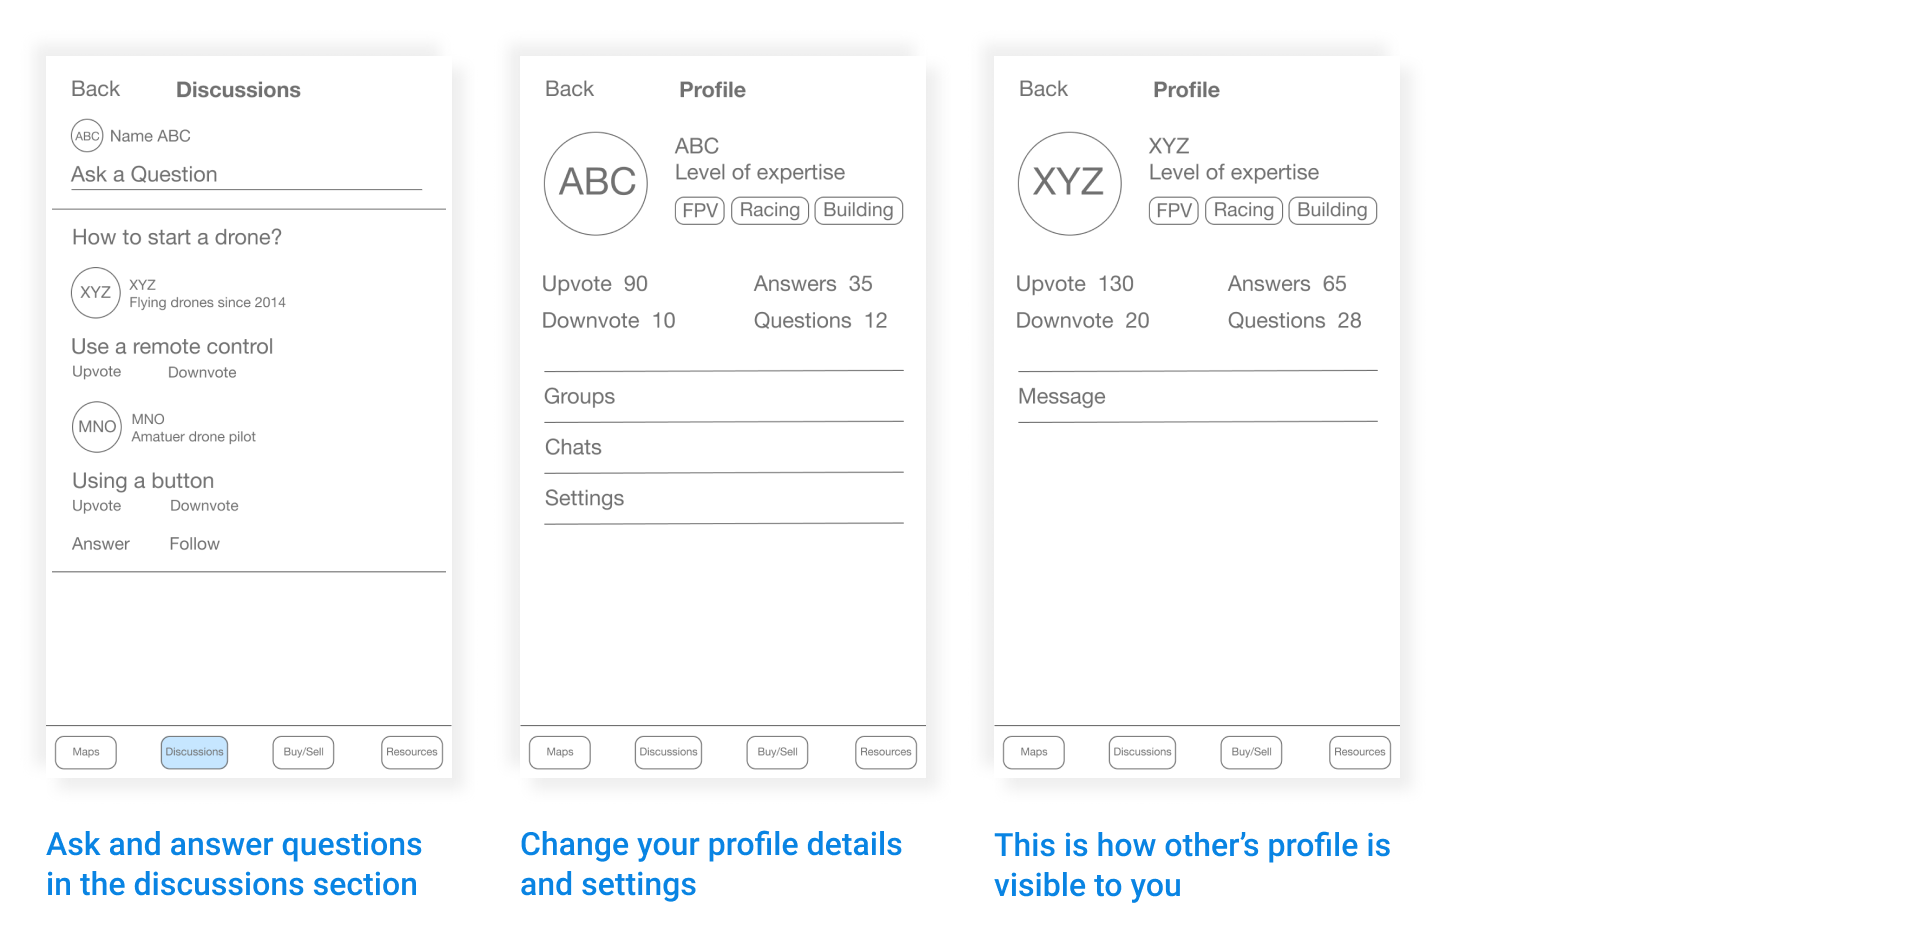 Back Discussions
ABC Name ABC
Ask a Question
How to start a drone?
XYZ XYZ
Flying drones since 2014
Use a remote control
Upvote Downvote
MNO MNO
Amatuer drone pilot
Using a button
Upvote Downvote
Answer Follow
Maps Discussions Buy/Sell Resources
Ask and answer questions
in the discussions section
Back Profile
ABC
ABC
Level of expertise
FPV Racing Building
Upvote 90 Answers 35
Downvote 10 Questions 12
Groups
Chats
Settings
Maps Discussions Buy/Sell Resources
Change your profile details
and settings
Back Profile
XYZ
XYZ
Level of expertise
FPV Racing Building
Upvote 130 Answers 65
Downvote 20 Questions 28
Message
Maps Discussions Buy/Sell Resources
This is how other’s profile is
visible to you